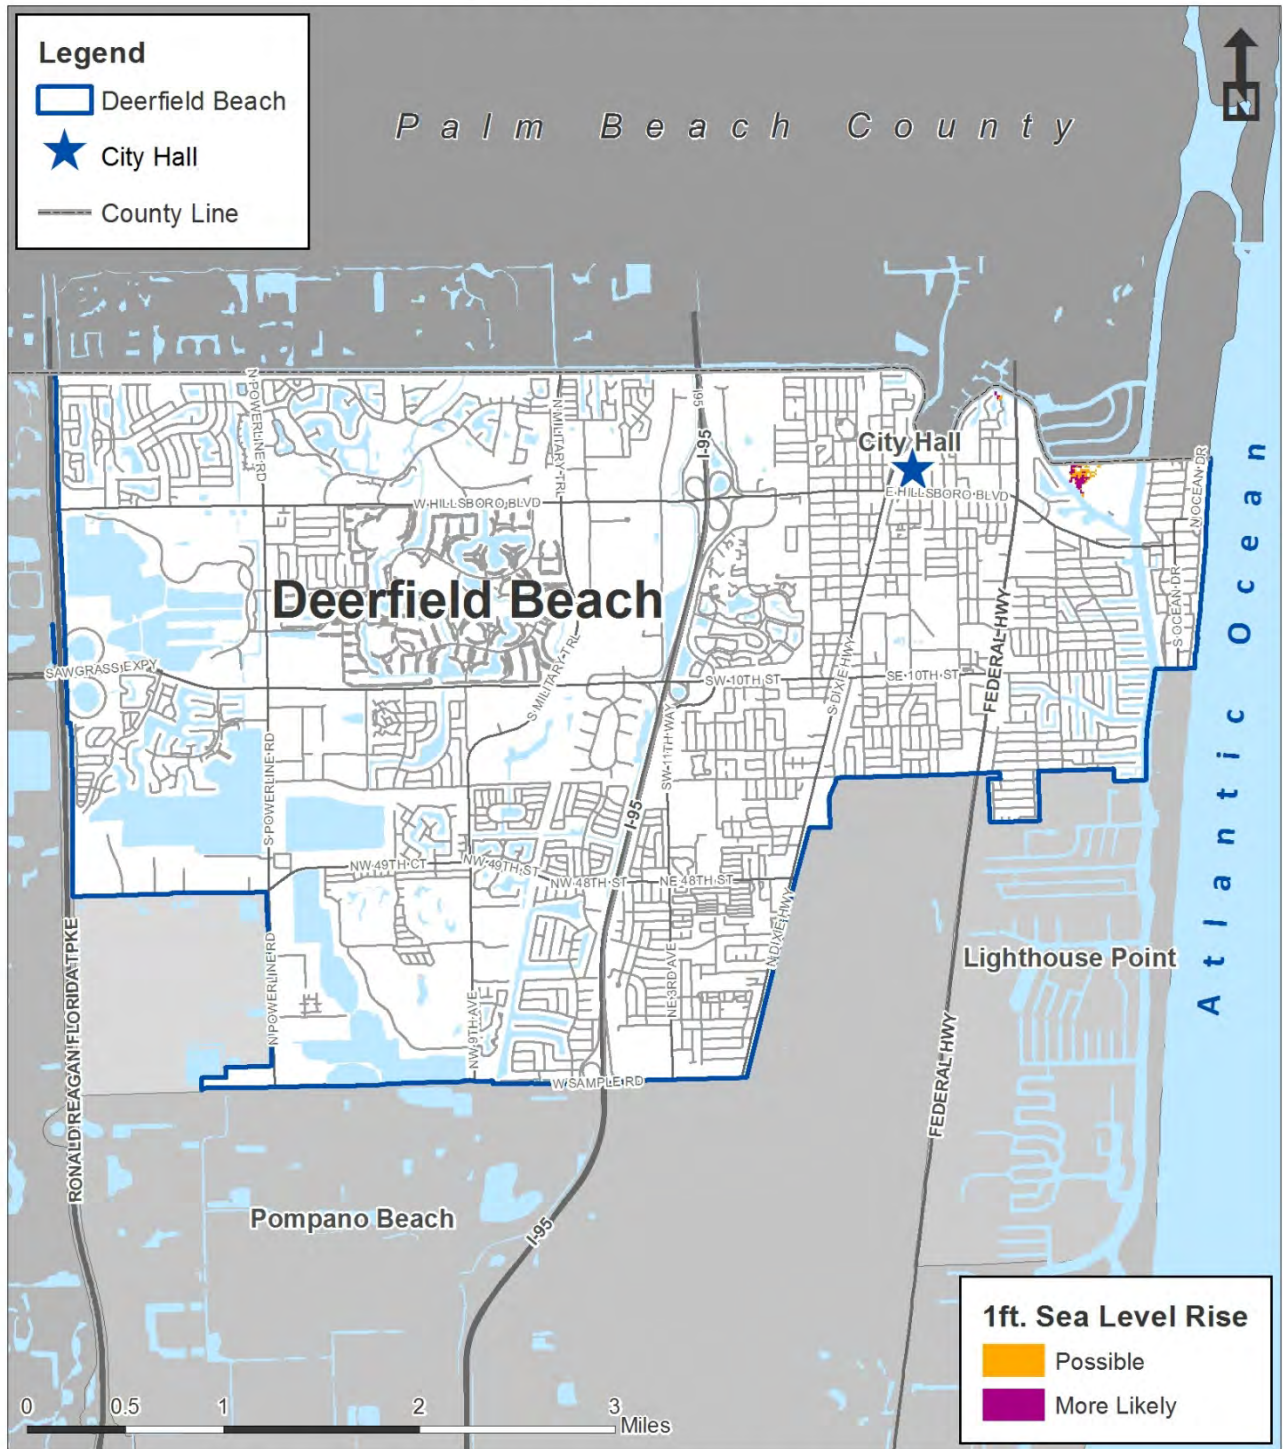 Legend
Deerfield Beach
City Hall
County Line
N
Palm Beach County
N POWERLINE RD
N MILITARY TRL
I95
I-95
City Hall
N OCEAN DR
W HILLSBORO BLVD
E HILLSBORO BLVD
Deerfield Beach
S OCEAN DR
Atlantic Ocean
SAWGRASS EXPY
S MILITARY TRL
SW 10TH ST
SE 10TH ST
S DIXIE HWY
FEDERAL HWY
SW 11TH WAY
S POWERLINE RD
I-95
NW 49TH CT
NW 49TH ST
NW 48TH ST
NE 48TH ST
N DIXIE HWY
Lighthouse Point
RONALD REAGAN FLORIDA TPKE
N POWERLINE RD
NW 9TH AVE
NE 3RD AVE
FEDERAL HWY
W SAMPLE RD
Pompano Beach
I-95
1ft. Sea Level Rise
Possible
More Likely
0 0.5 1 2 3
Miles